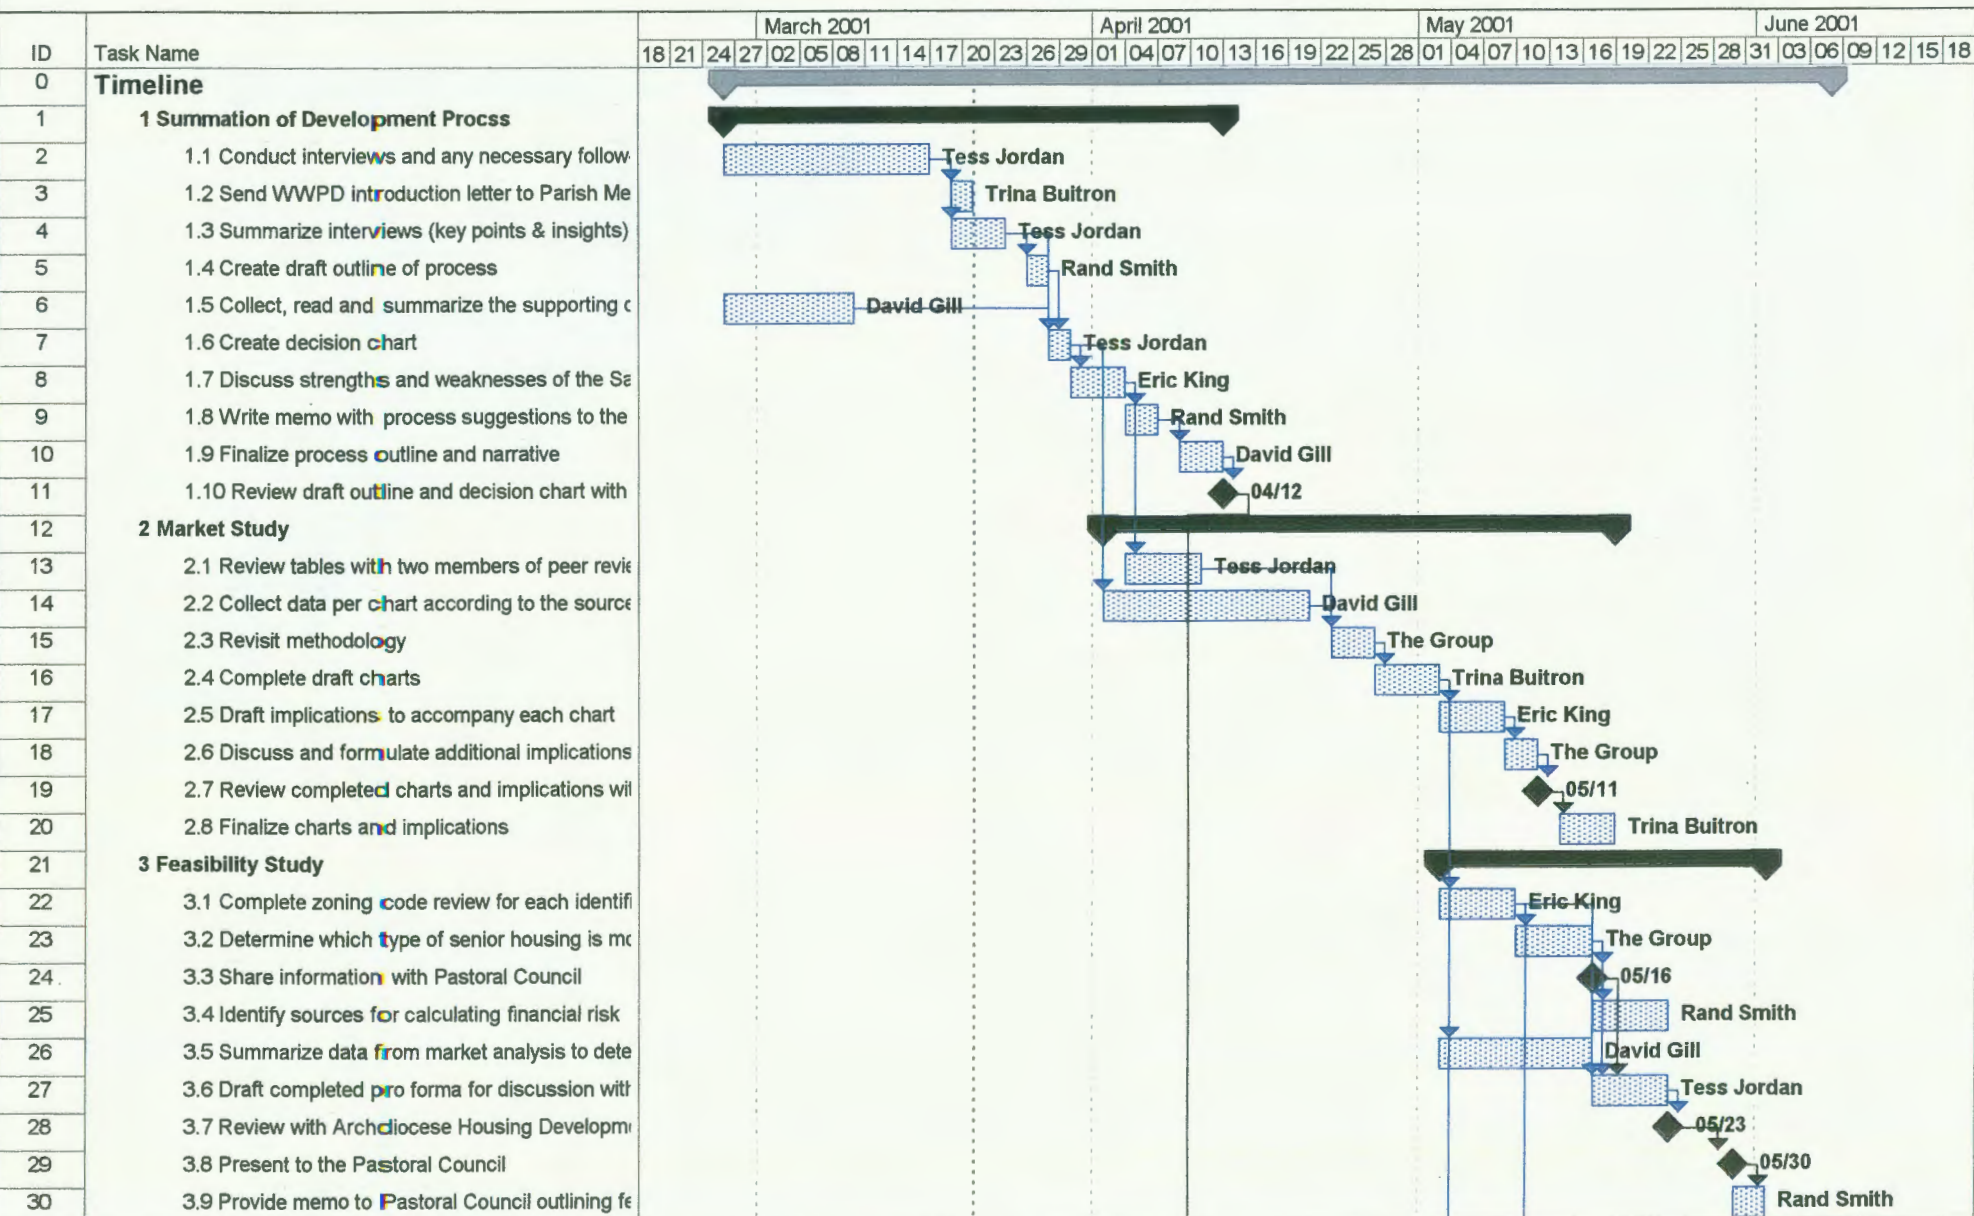 March 2001 April 2001 May 2001 June 2001
ID Task Name 18 21 24 27 02 05 08 11 14 17 20 23 26 29 01 04 07 10 13 16 19 22 25 28 01 04 07 10 13 16 19 22 25 28 31 03 06 09 12 15 18
0 Timeline
1 1 Summation of Development Procss
2 1.1 Conduct interviews and any necessary follow- Tess Jordan
3 1.2 Send WWPD introduction letter to Parish Me Trina Buitron
4 1.3 Summarize interviews (key points & insights) Tess Jordan
5 1.4 Create draft outline of process Rand Smith
6 1.5 Collect, read and summarize the supporting d David Gill
7 1.6 Create decision chart Tess Jordan
8 1.7 Discuss strengths and weaknesses of the Sa Eric King
9 1.8 Write memo with process suggestions to the Rand Smith
10 1.9 Finalize process outline and narrative David Gill
11 1.10 Review draft outline and decision chart with 04/12
12 2 Market Study
13 2.1 Review tables with two members of peer revie Tess Jordan
14 2.2 Collect data per chart according to the source David Gill
15 2.3 Revisit methodology The Group
16 2.4 Complete draft charts Trina Buitron
17 2.5 Draft implications to accompany each chart Eric King
18 2.6 Discuss and formulate additional implications The Group
19 2.7 Review completed charts and implications wit 05/11
20 2.8 Finalize charts and implications Trina Buitron
21 3 Feasibility Study
22 3.1 Complete zoning code review for each identifi Eric King
23 3.2 Determine which type of senior housing is mo The Group
24 3.3 Share information with Pastoral Council 05/16
25 3.4 Identify sources for calculating financial risk Rand Smith
26 3.5 Summarize data from market analysis to dete David Gill
27 3.6 Draft completed pro forma for discussion with Tess Jordan
28 3.7 Review with Archdiocese Housing Developme 05/23
29 3.8 Present to the Pastoral Council 05/30
30 3.9 Provide memo to Pastoral Council outlining fe Rand Smith